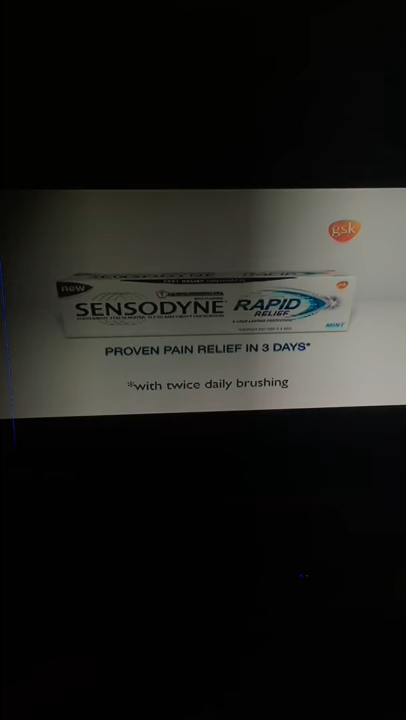 gsk
new
SENSODYNE
RAPID
RELIEF
MINT
PROVEN PAIN RELIEF IN 3 DAYS*
*with twice daily brushing